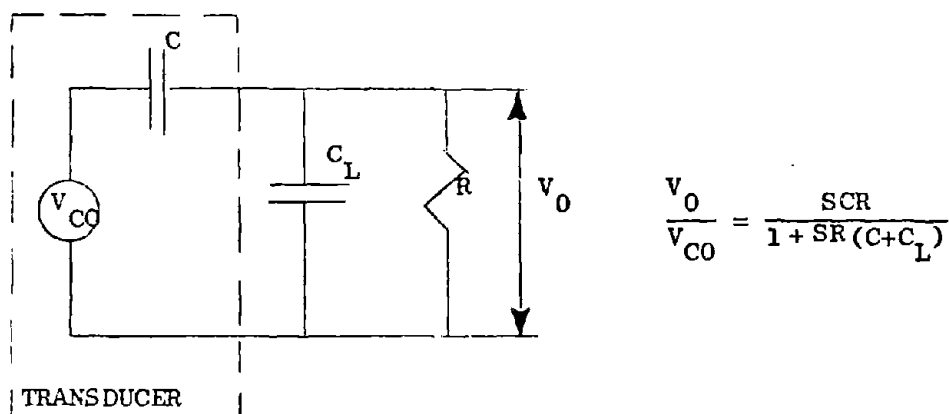 C
V_CO
C_L
R
V_0
V_0 / V_CO = SCR / 1 + SR(C+C_L)
TRANSDUCER